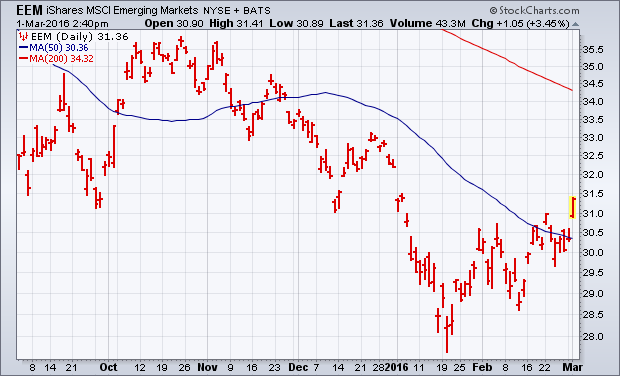 EEM iShares MSCI Emerging Markets NYSE + BATS © StockCharts.com
1-Mar-2016 2:40pm Open 30.90 High 31.41 Low 30.89 Last 31.36 Volume 43.3M Chg +1.05 (+3.45%)
EEM (Daily) 31.36
MA(50) 30.36
MA(200) 34.32
35.5
35.0
34.5
34.0
33.5
33.0
32.5
32.0
31.5
31.0
30.5
30.0
29.5
29.0
28.5
28.0
8 14 21 Oct 12 19 26 Nov 9 16 23 Dec 7 14 21 28 2016 11 19 25 Feb 8 16 22 Mar